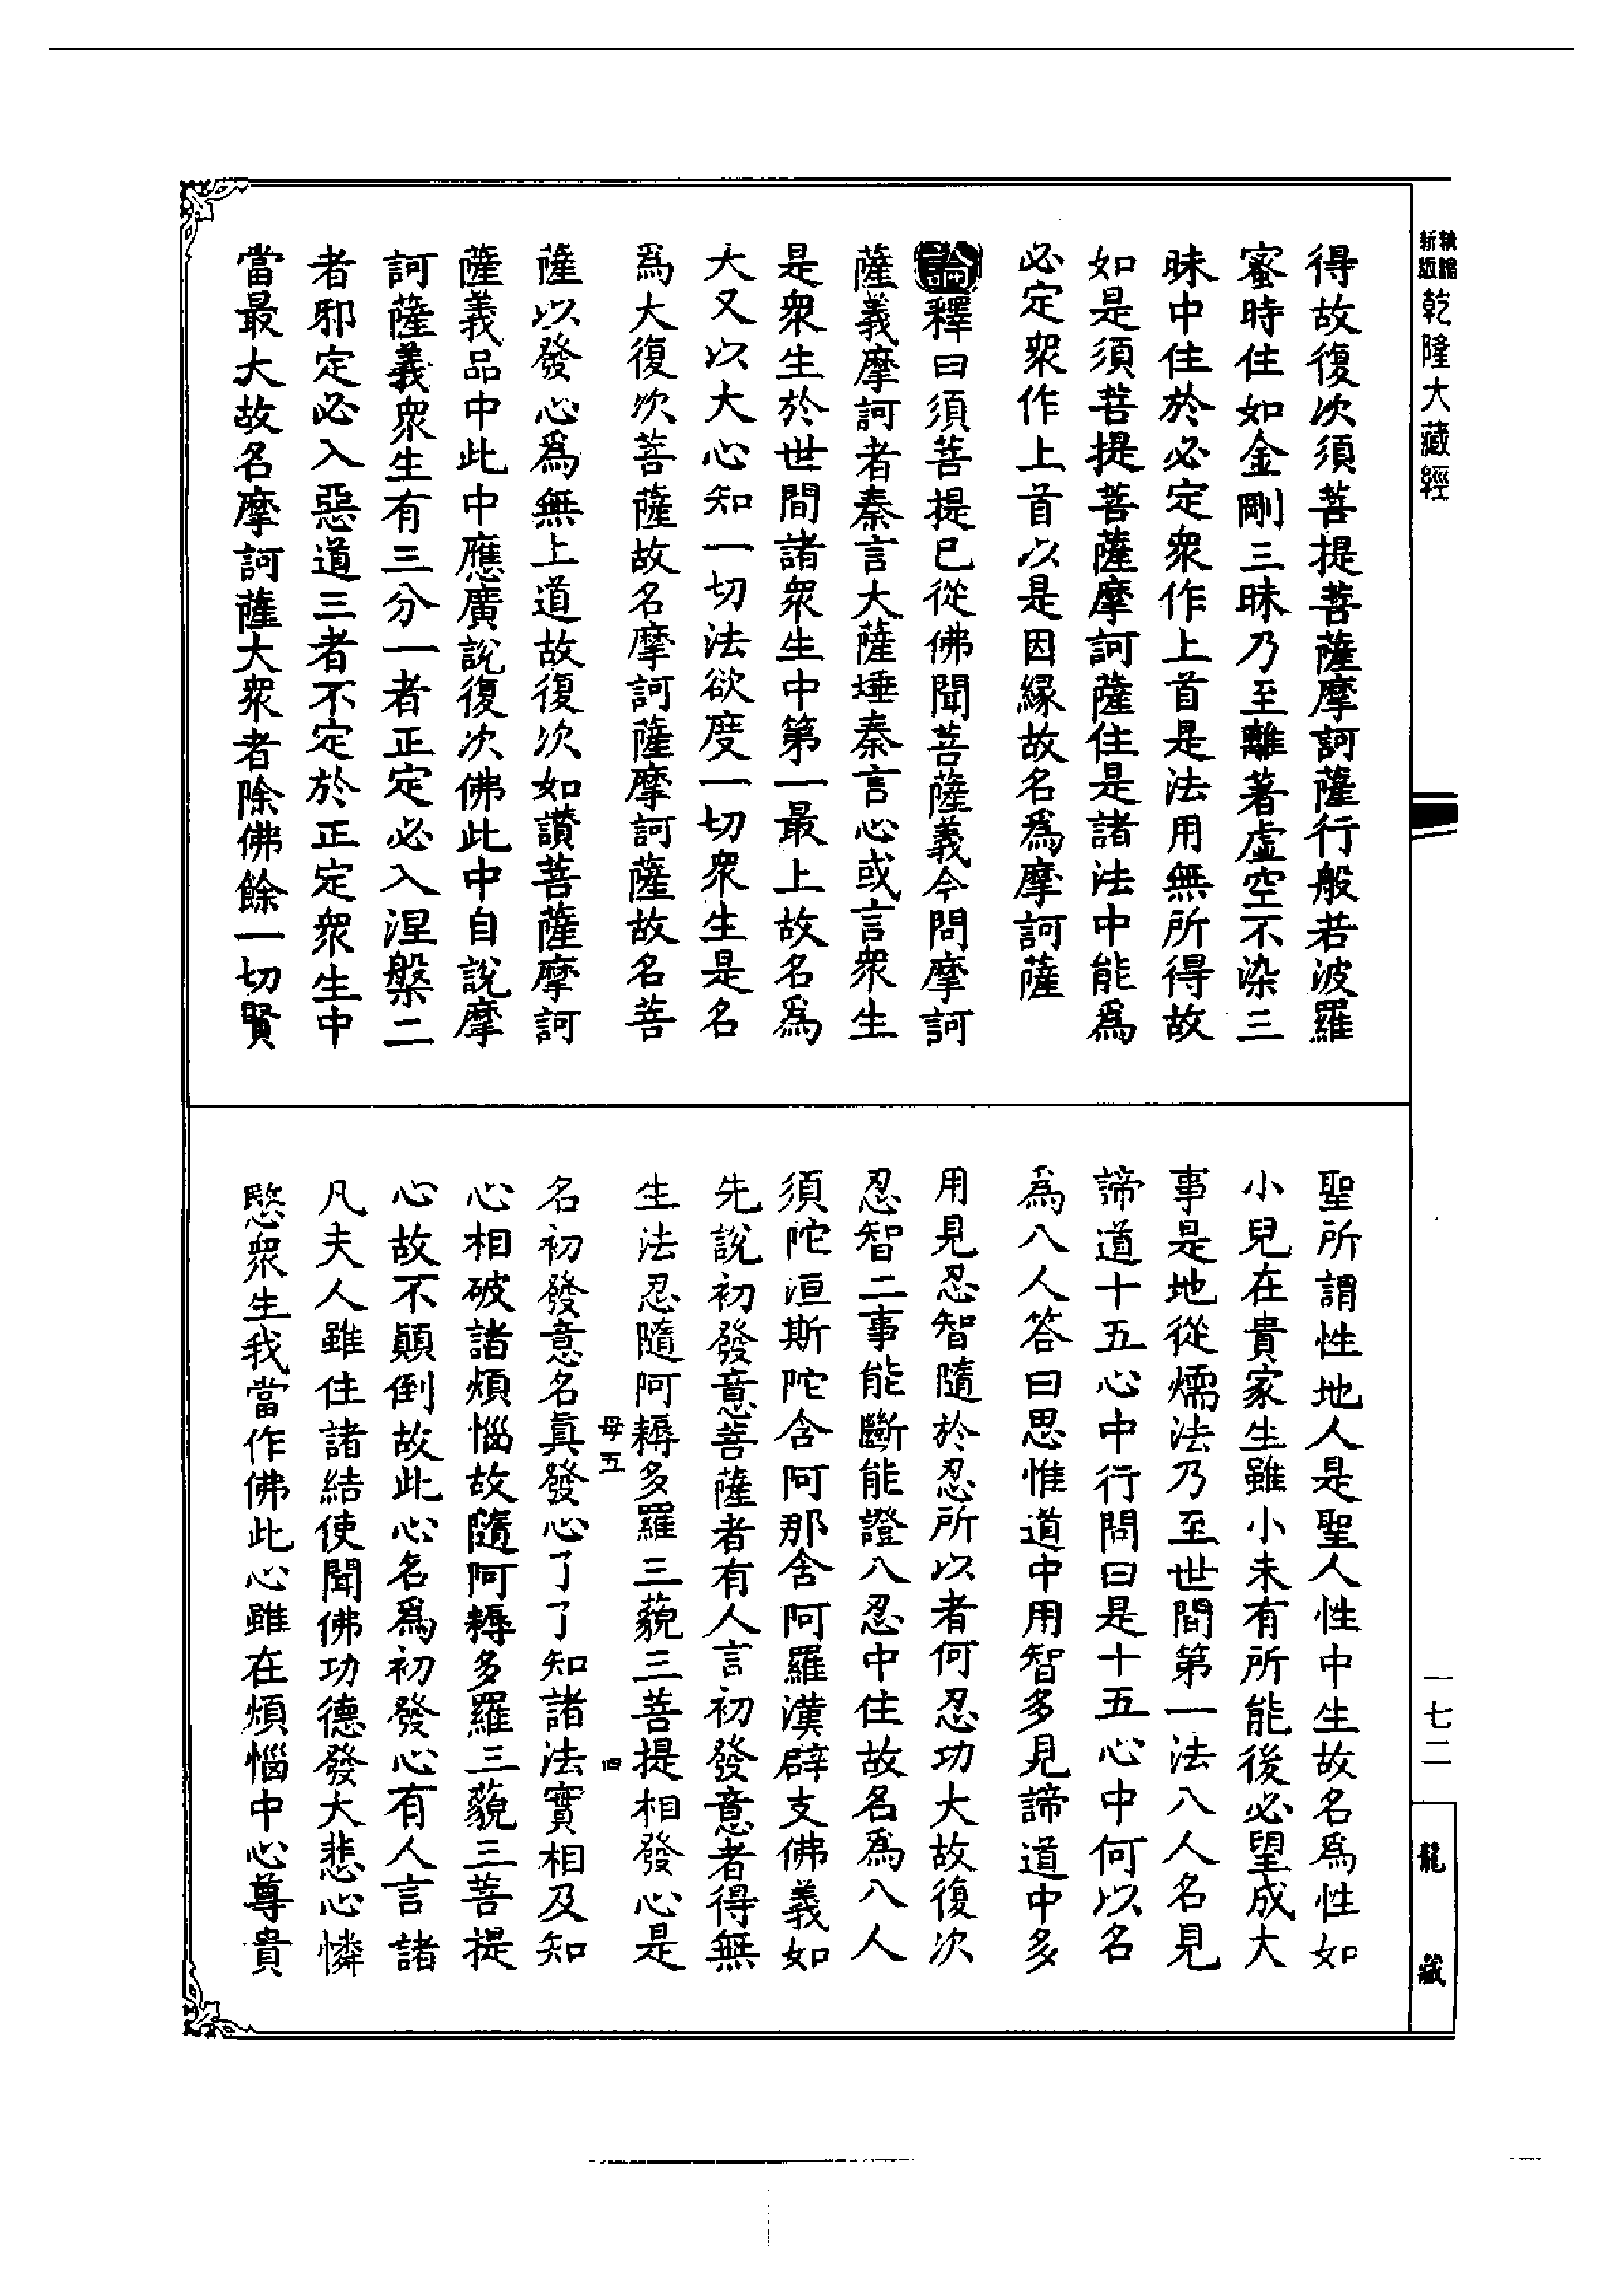 新版 縮
乾隆大藏經
一七二
龍藏
得故復次須菩提菩薩摩訶薩行般若波羅
蜜時住如金剛三昧乃至離著虛空不染三
昧中住於必定衆作上首是法用無所得故
如是須菩提菩薩摩訶薩住是諸法中能爲
必定衆作上首以是因緣故名爲摩訶薩
論釋曰須菩提已從佛聞菩薩義今問摩訶
薩義摩訶者秦言大薩埵秦言心或言衆生
是衆生於世間諸衆生中第一最上故名爲
大又以大心知一切法欲度一切衆生是名
爲大復次菩薩故名摩訶薩摩訶薩故名菩
薩以發心爲無上道故復次如讚菩薩摩訶
薩義品中此中應廣說復次佛此中自說摩
訶薩義衆生有三分一者正定必入涅槃二
者邪定必入惡道三者不定於正定衆生中
當最大故名摩訶薩大衆者除佛餘一切賢
聖所謂性地人是聖人性中生故名爲性如
小兒在貴家生雖小未有所能後必望成大
事是地從燸法乃至世間第一法八人名見
諦道十五心中行問曰是十五心中何以名
爲八人答曰思惟道中用智多見諦道中多
用見忍智隨於忍所以者何忍功大故復次
忍智二事能斷能證八忍中住故名爲八人
須陀洹斯陀含阿那含阿羅漢辟支佛義如
先說初發意菩薩者有人言初發意者得無
生法忍隨阿耨多羅三藐三菩提相發心是
母五 四
名初發意名眞發心了了知諸法實相及知
心相破諸煩惱故隨阿耨多羅三藐三菩提
心故不顚倒故此心名爲初發心有人言諸
凡夫人雖住諸結使聞佛功德發大悲心憐
愍衆生我當作佛此心雖在煩惱中心尊貴